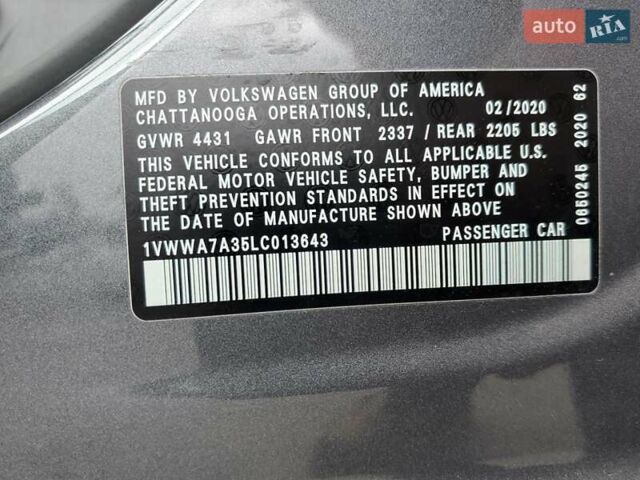 auto RIA
.com
MFD BY VOLKSWAGEN GROUP OF AMERICA
CHATTANOOGA OPERATIONS, LLC. 02/2020
GVWR 4431 GAWR FRONT 2337 / REAR 2205 LBS
THIS VEHICLE CONFORMS TO ALL APPLICABLE U.S.
FEDERAL MOTOR VEHICLE SAFETY, BUMPER AND
THEFT PREVENTION STANDARDS IN EFFECT ON
THE DATE OF MANUFACTURE SHOWN ABOVE
1VWWA7A35LC013643 PASSENGER CAR
0650245 2020 62